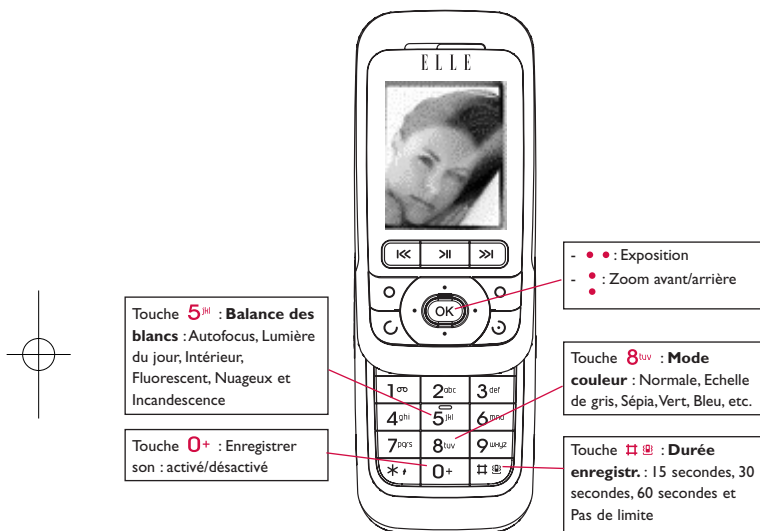 ELLE
OK
1
2abc
3def
4ghi
5jkl
6mno
7pqrs
8tuv
9wxyz
*
0+
#
- : Exposition
- : Zoom avant/arrière
Touche 5jkl : Balance des
blancs : Autofocus, Lumière
du jour, Intérieur,
Fluorescent, Nuageux et
Incandescence
Touche 8tuv : Mode
couleur : Normale, Echelle
de gris, Sépia, Vert, Bleu, etc.
Touche 0+ : Enregistrer
son : activé/désactivé
Touche # : Durée
enregistr. : 15 secondes, 30
secondes, 60 secondes et
Pas de limite